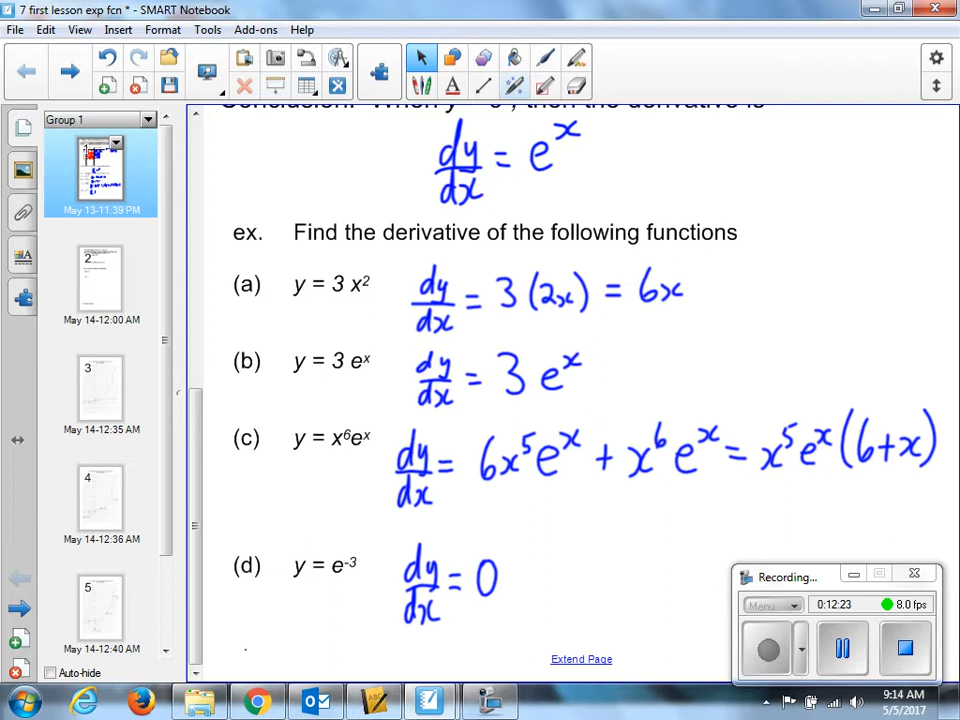 7 first lesson exp fcn * - SMART Notebook
File Edit View Insert Format Tools Add-ons Help
Group 1
1
May 13-11:39 PM
2
May 14-12:00 AM
3
May 14-12:35 AM
4
May 14-12:36 AM
5
May 14-12:40 AM
Auto-hide
dy/dx = e^x
ex. Find the derivative of the following functions
(a) y = 3 x² dy/dx = 3 (2x) = 6x
(b) y = 3 eˣ dy/dx = 3 eˣ
(c) y = x⁶eˣ dy/dx = 6x⁵eˣ + x⁶eˣ = x⁵eˣ(6+x)
(d) y = e⁻³ dy/dx = 0
Extend Page
Recording...
Menu 0:12:23 8.0 fps
9:14 AM
5/5/2017